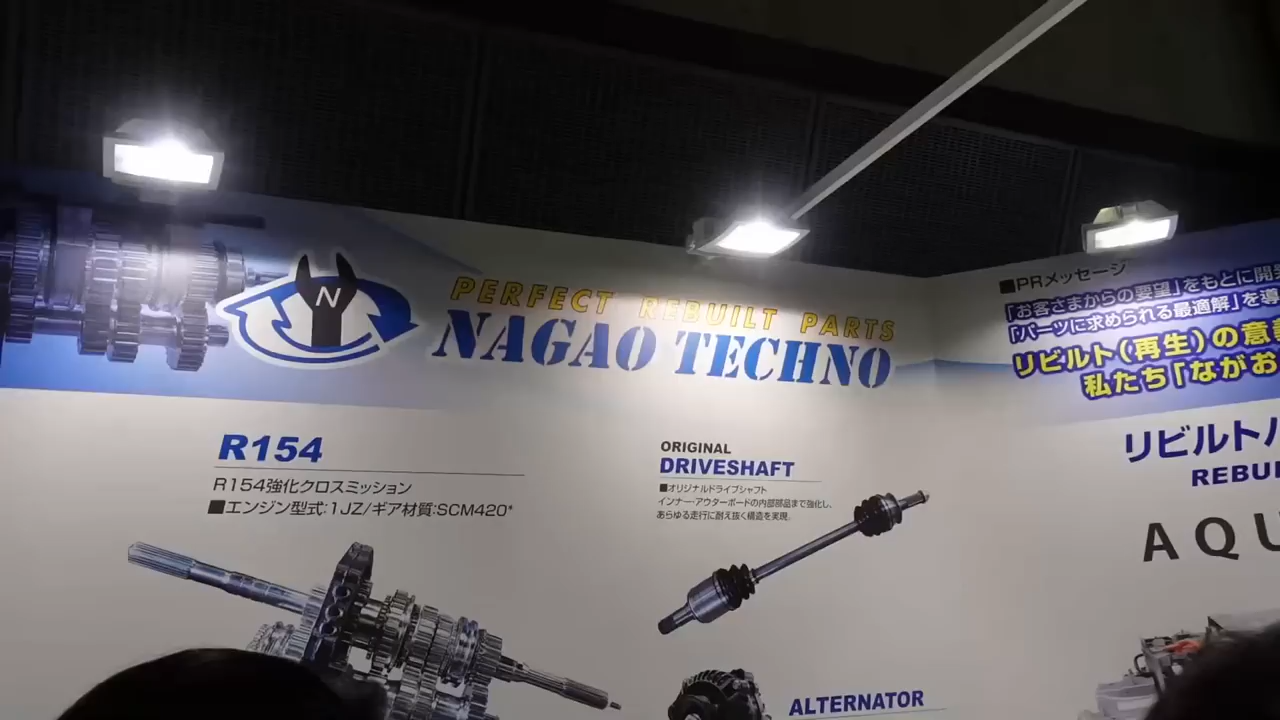 N
PERFECT REBUILT PARTS
NAGAO TECHNO
R154
R154強化クロスミッション
■エンジン型式:1JZ/ギア材質:SCM420*
ORIGINAL
DRIVESHAFT
■オリジナルドライブシャフト
インナー・アウターボードの内部部品まで強化し、
あらゆる走行に耐え抜く構造を実現。
ALTERNATOR
■PRメッセージ
「お客さまからの要望」をもとに開発
「パーツに求められる最適解」を導
リビルト(再生)の意義
私たち「ながお
リビルト
REBUI
AQU